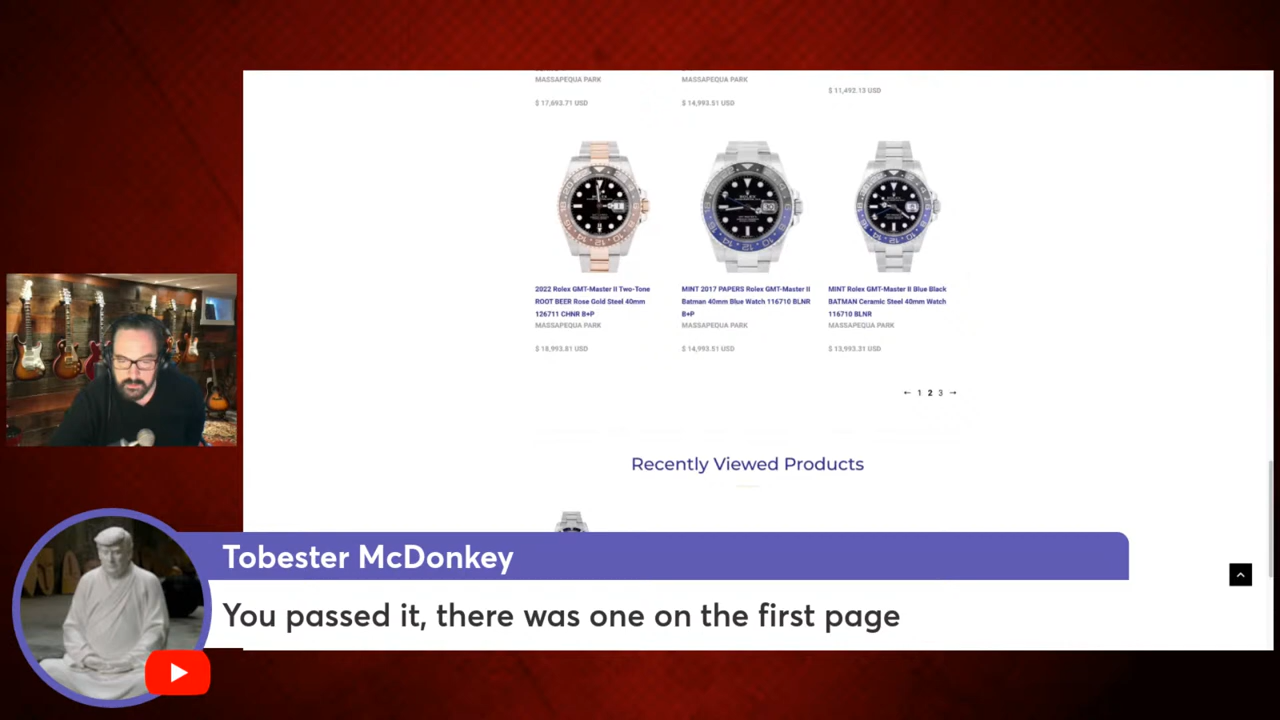 MASSAPEQUA PARK
$ 17,693.71 USD
MASSAPEQUA PARK
$ 14,993.51 USD
$ 11,492.13 USD
2022 Rolex GMT-Master II Two-Tone
ROOT BEER Rose Gold Steel 40mm
126711 CHNR B+P
MASSAPEQUA PARK
$ 18,993.81 USD
MINT 2017 PAPERS Rolex GMT-Master II
Batman 40mm Blue Watch 116710 BLNR
B+P
MASSAPEQUA PARK
$ 14,993.51 USD
MINT Rolex GMT-Master II Blue Black
BATMAN Ceramic Steel 40mm Watch
116710 BLNR
MASSAPEQUA PARK
$ 13,993.31 USD
← 1 2 3 →
Recently Viewed Products
Tobester McDonkey
You passed it, there was one on the first page